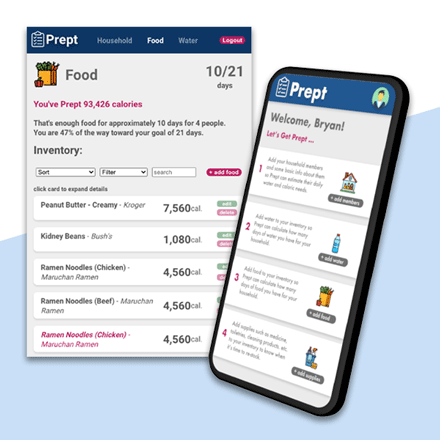 Prept
Household Food Water Logout
Food
10/21
days
You've Prept 93,426 calories
That's enough food for approximately 10 days for 4 people.
You are 47% of the way toward your goal of 21 days.
Inventory:
Sort Filter search + add food
click card to expand details
Peanut Butter - Creamy - Kroger 7,560 cal. edit
delete
Kidney Beans - Bush's 1,080 cal. edit
delete
Ramen Noodles (Chicken) -
Maruchan Ramen
4,560 cal. edit
delete
Ramen Noodles (Beef) - Maruchan
Ramen
4,560 cal. edit
delete
Ramen Noodles (Chicken) -
Maruchan Ramen
4,560 cal. edit
delete
Prept
Welcome, Bryan!
Let's Get Prept ...
1
Add your household members
and some basic info about them
so Prept can estimate their daily
water and caloric needs.
+ add members
2
Add water to your inventory so
Prept can calculate how many
days of water you have for your
household.
+ add water
3
Add food to your inventory so
Prept can calculate how many
days of food you have for your
household.
+ add food
4
Add supplies such as medicine,
toiletries, cleaning products, etc.
to your inventory to know when
it's time to restock.
+ add supplies